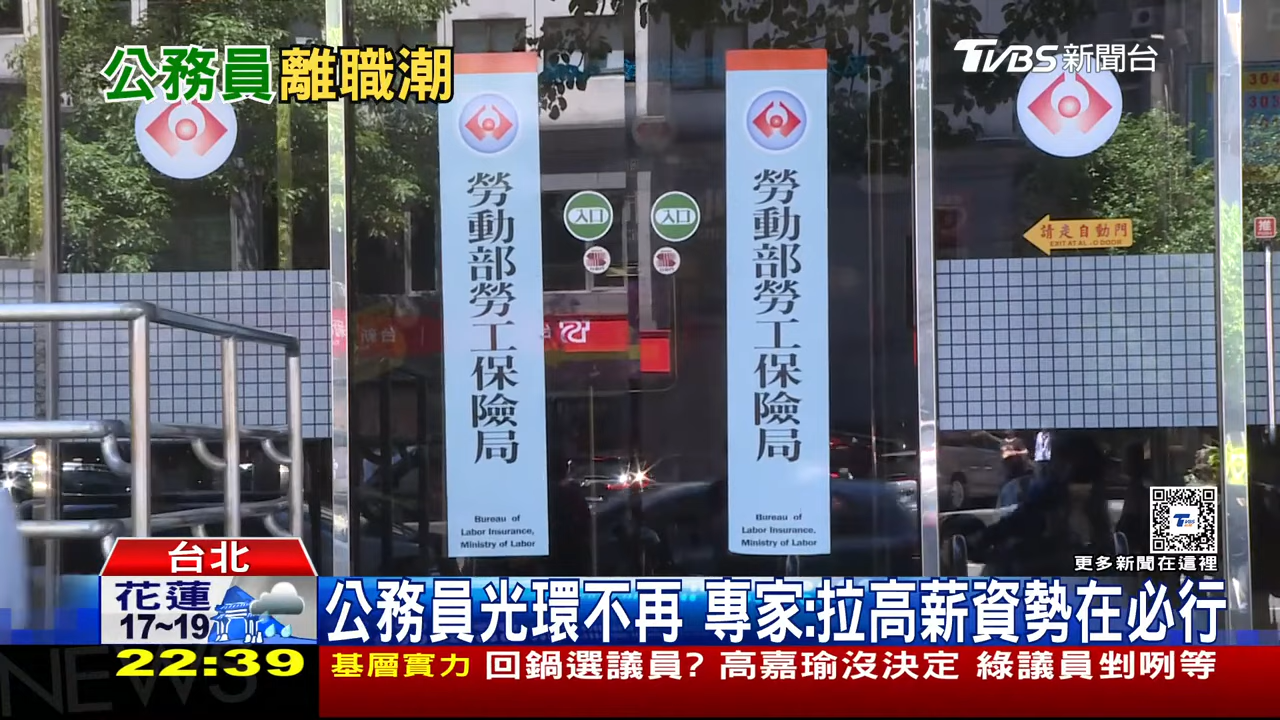 公務員離職潮
TVBS新聞台
勞動部勞工保險局
Bureau of
Labor Insurance,
Ministry of Labor
入口
入口
勞動部勞工保險局
Bureau of
Labor Insurance,
Ministry of Labor
請走自動門
推
TVBS
更多新聞在這裡
台北
花蓮
17~19
公務員光環不再 專家:拉高薪資勢在必行
22:39
基層實力 回鍋選議員? 高嘉瑜沒決定 綠議員剉咧等